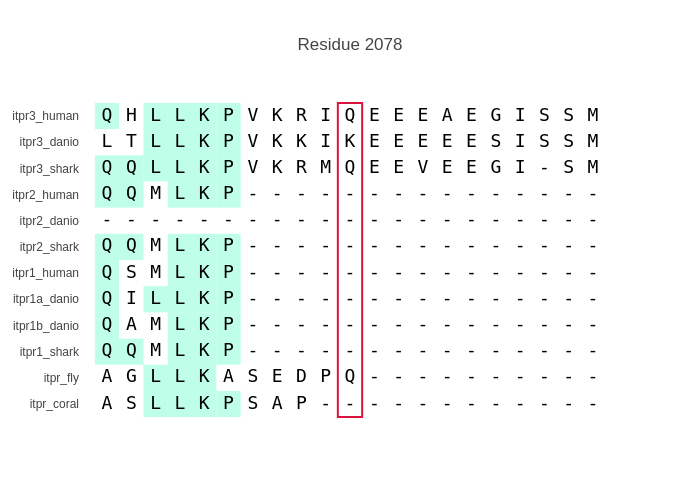 Residue 2078
itpr3_human Q H L L K P V K R I Q E E E A E G I S S M
itpr3_danio L T L L K P V K K I K E E E E E S I S S M
itpr3_shark Q Q L L K P V K R M Q E E V E E G I - S M
itpr2_human Q Q M L K P - - - - - - - - - - - - - - -
itpr2_danio - - - - - - - - - - - - - - - - - - - - -
itpr2_shark Q Q M L K P - - - - - - - - - - - - - - -
itpr1_human Q S M L K P - - - - - - - - - - - - - - -
itpr1a_danio Q I L L K P - - - - - - - - - - - - - - -
itpr1b_danio Q A M L K P - - - - - - - - - - - - - - -
itpr1_shark Q Q M L K P - - - - - - - - - - - - - - -
itpr_fly A G L L K A S E D P Q - - - - - - - - - -
itpr_coral A S L L K P S A P - - - - - - - - - - - -